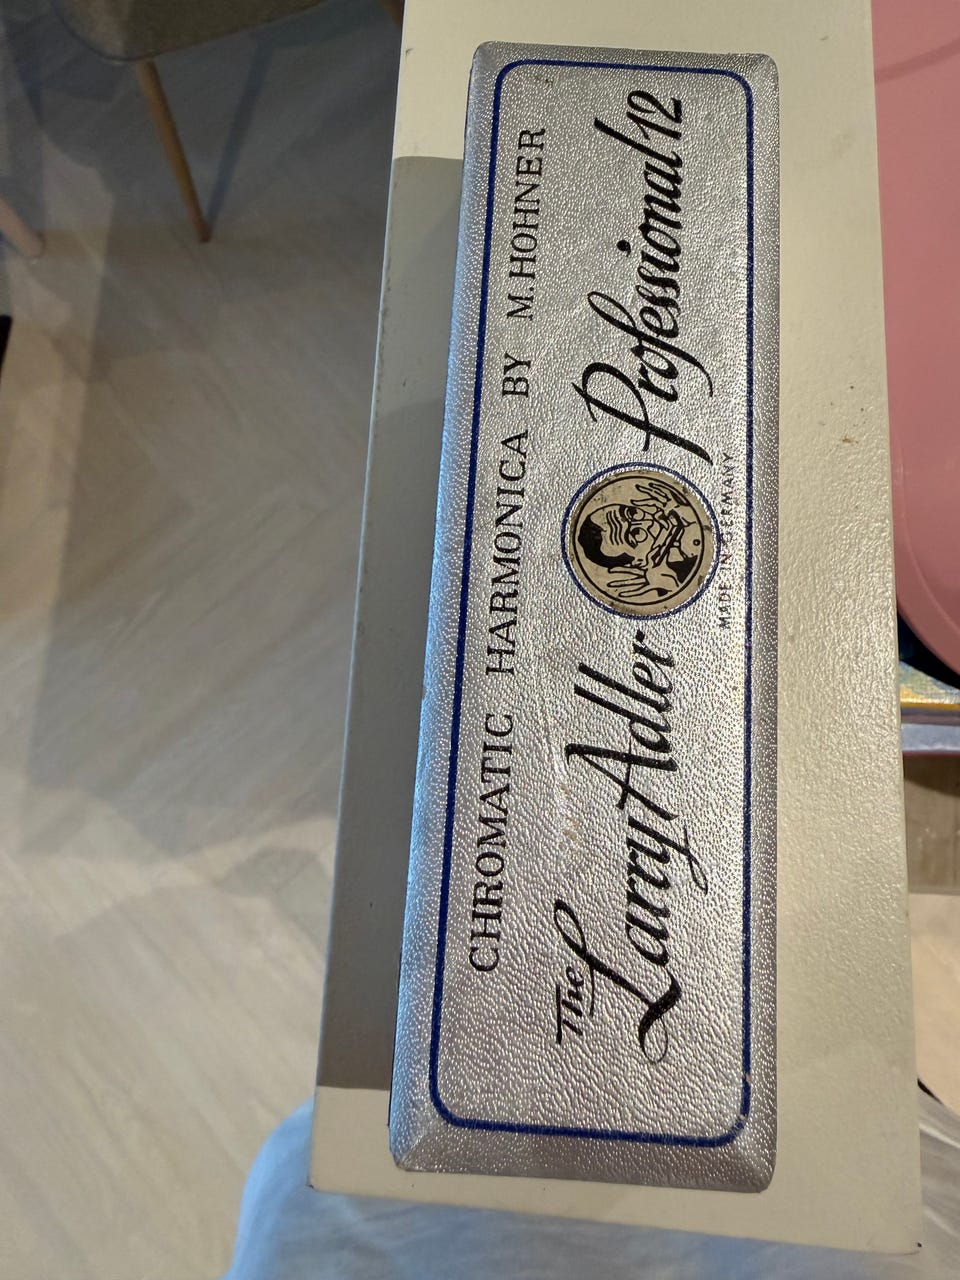 CHROMATIC HARMONICA BY M. HOHNER
The
Larry Adler Professional 12
MADE IN GERMANY